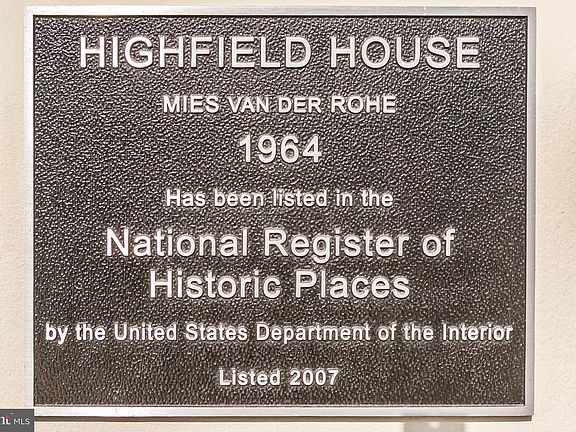 HIGHFIELD HOUSE
MIES VAN DER ROHE
1964
Has been listed in the
National Register of
Historic Places
by the United States Department of the Interior
Listed 2007
MLS